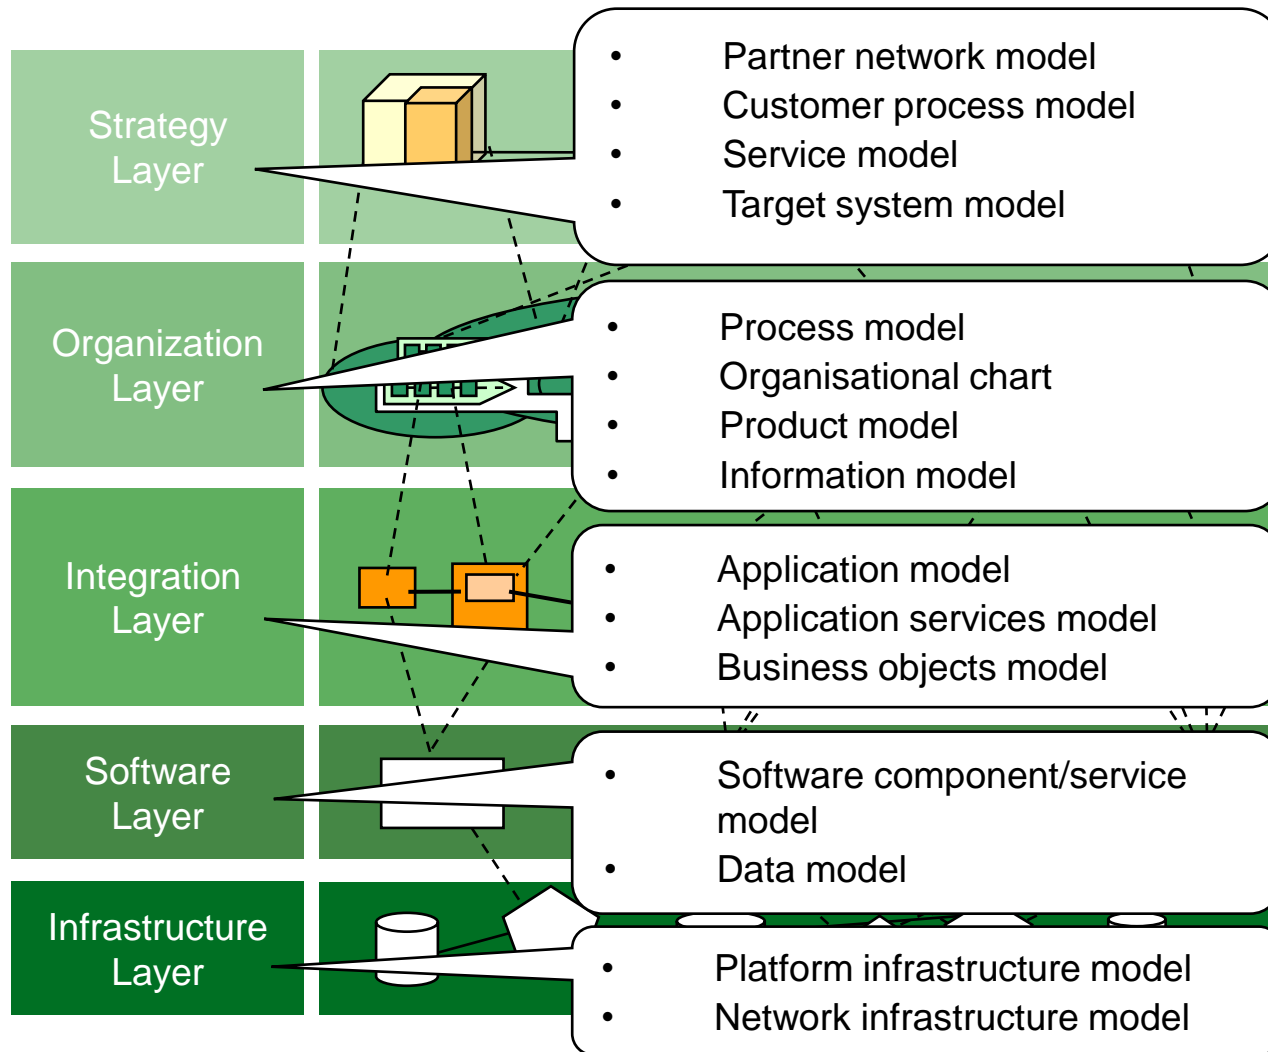 Strategy
Layer
• Partner network model
• Customer process model
• Service model
• Target system model
Organization
Layer
• Process model
• Organisational chart
• Product model
• Information model
Integration
Layer
• Application model
• Application services model
• Business objects model
Software
Layer
• Software component/service
model
• Data model
Infrastructure
Layer
• Platform infrastructure model
• Network infrastructure model